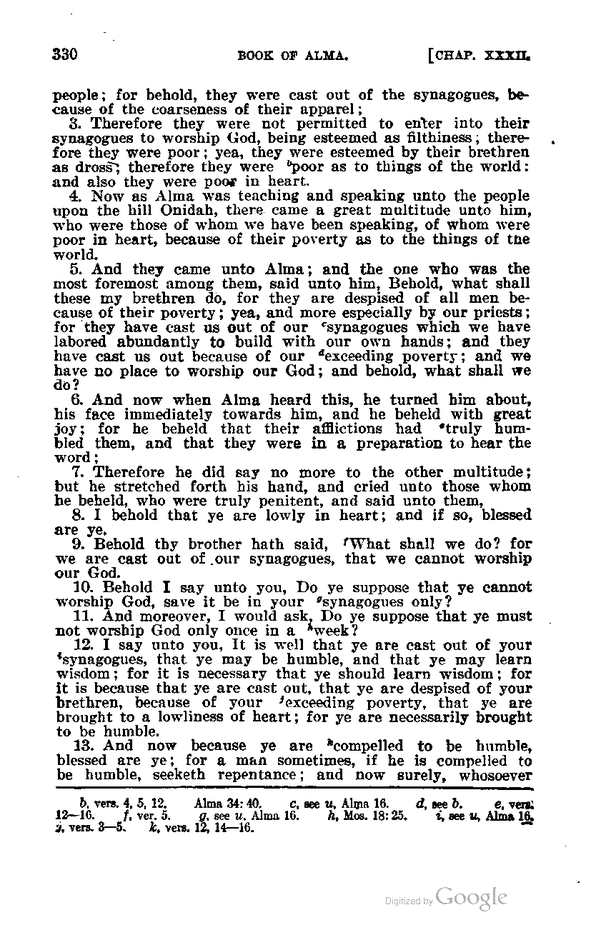 330 BOOK OF ALMA. [CHAP. XXXII.
people; for behold, they were cast out of the synagogues, be-
cause of the coarseness of their apparel;
3. Therefore they were not permitted to enter into their
synagogues to worship God, being esteemed as filthiness; there-
fore they were poor; yea, they were esteemed by their brethren
as dross; therefore they were ᵇpoor as to things of the world:
and also they were poor in heart.
4. Now as Alma was teaching and speaking unto the people
upon the hill Onidah, there came a great multitude unto him,
who were those of whom we have been speaking, of whom were
poor in heart, because of their poverty as to the things of the
world.
5. And they came unto Alma; and the one who was the
most foremost among them, said unto him, Behold, what shall
these my brethren do, for they are despised of all men be-
cause of their poverty; yea, and more especially by our priests;
for they have cast us out of our ᶜsynagogues which we have
labored abundantly to build with our own hands; and they
have cast us out because of our ᵈexceeding poverty; and we
have no place to worship our God; and behold, what shall we
do?
6. And now when Alma heard this, he turned him about,
his face immediately towards him, and he beheld with great
joy; for he beheld that their afflictions had ᵉtruly hum-
bled them, and that they were in a preparation to hear the
word;
7. Therefore he did say no more to the other multitude;
but he stretched forth his hand, and cried unto those whom
he beheld, who were truly penitent, and said unto them,
8. I behold that ye are lowly in heart; and if so, blessed
are ye.
9. Behold thy brother hath said, ᶠWhat shall we do? for
we are cast out of our synagogues, that we cannot worship
our God.
10. Behold I say unto you, Do ye suppose that ye cannot
worship God, save it be in your ᵍsynagogues only?
11. And moreover, I would ask, Do ye suppose that ye must
not worship God only once in a ʰweek?
12. I say unto you, It is well that ye are cast out of your
ⁱsynagogues, that ye may be humble, and that ye may learn
wisdom; for it is necessary that ye should learn wisdom; for
it is because that ye are cast out, that ye are despised of your
brethren, because of your ʲexceeding poverty, that ye are
brought to a lowliness of heart; for ye are necessarily brought
to be humble.
13. And now because ye are ᵏcompelled to be humble,
blessed are ye; for a man sometimes, if he is compelled to
be humble, seeketh repentance; and now surely, whosoever
b, vers. 4, 5, 12. Alma 34: 40. c, see u, Alma 16. d, see b. e, vers.
12—16. f, ver. 5. g, see u, Alma 16. h, Mos. 18: 25. i, see u, Alma 16.
j, vers. 3—5. k, vers. 12, 14—16.
Digitized by Google